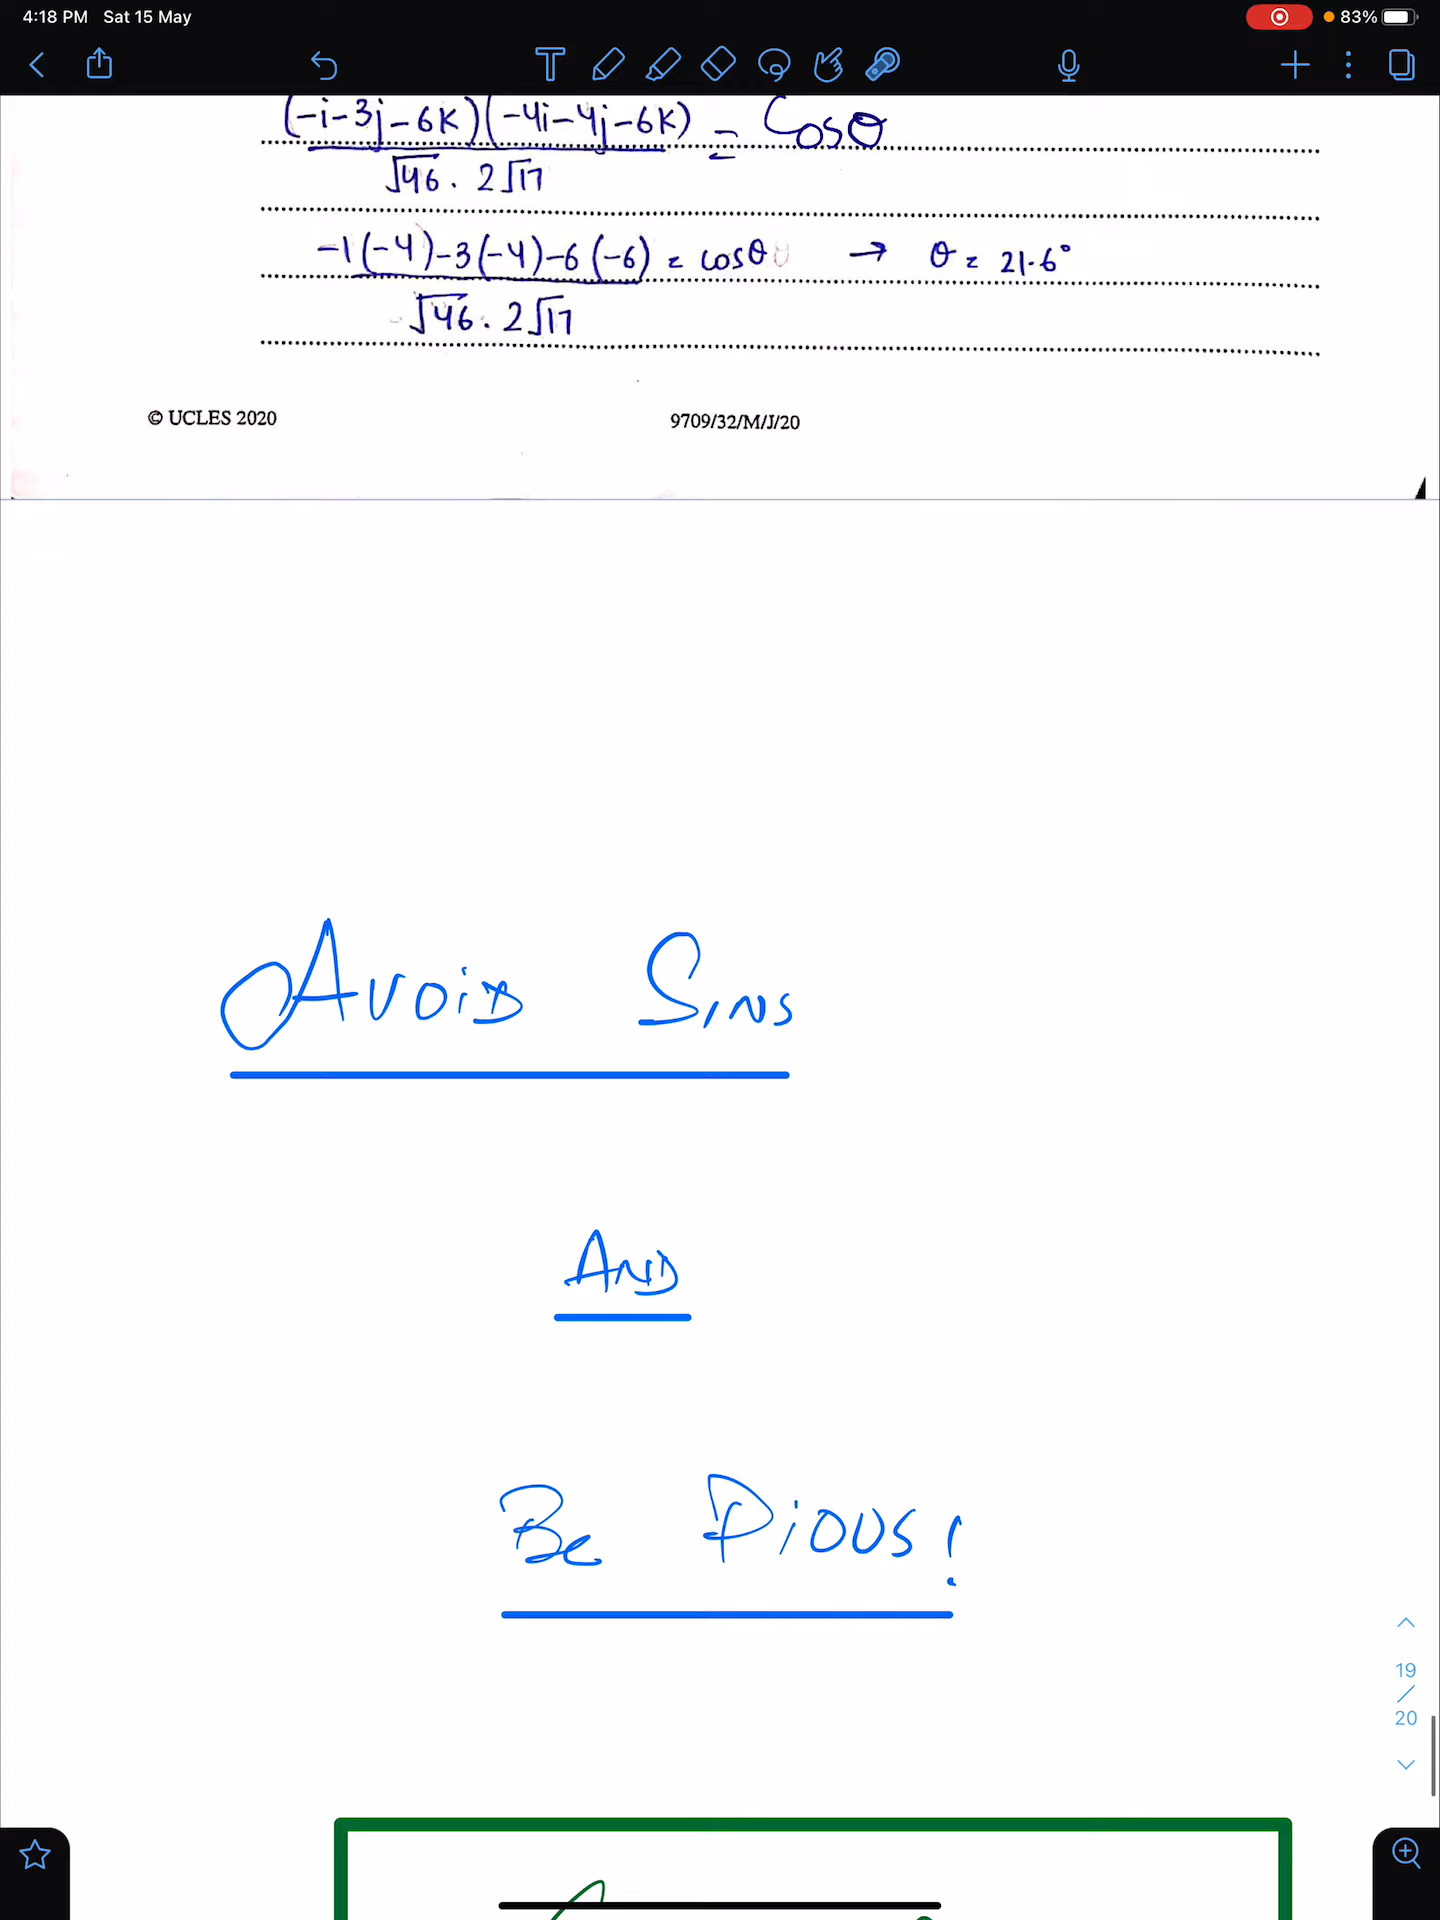 4:18 PM Sat 15 May 83%
(-i-3j-6k)(-4i-4j-6k) = Cosθ
√46 . 2√17
-1(-4)-3(-4)-6(-6) = cosθ → θ = 21.6°
√46 . 2√17
© UCLES 2020 9709/32/M/J/20
AVOID SINS
AND
Be PIOUS!
19
/
20